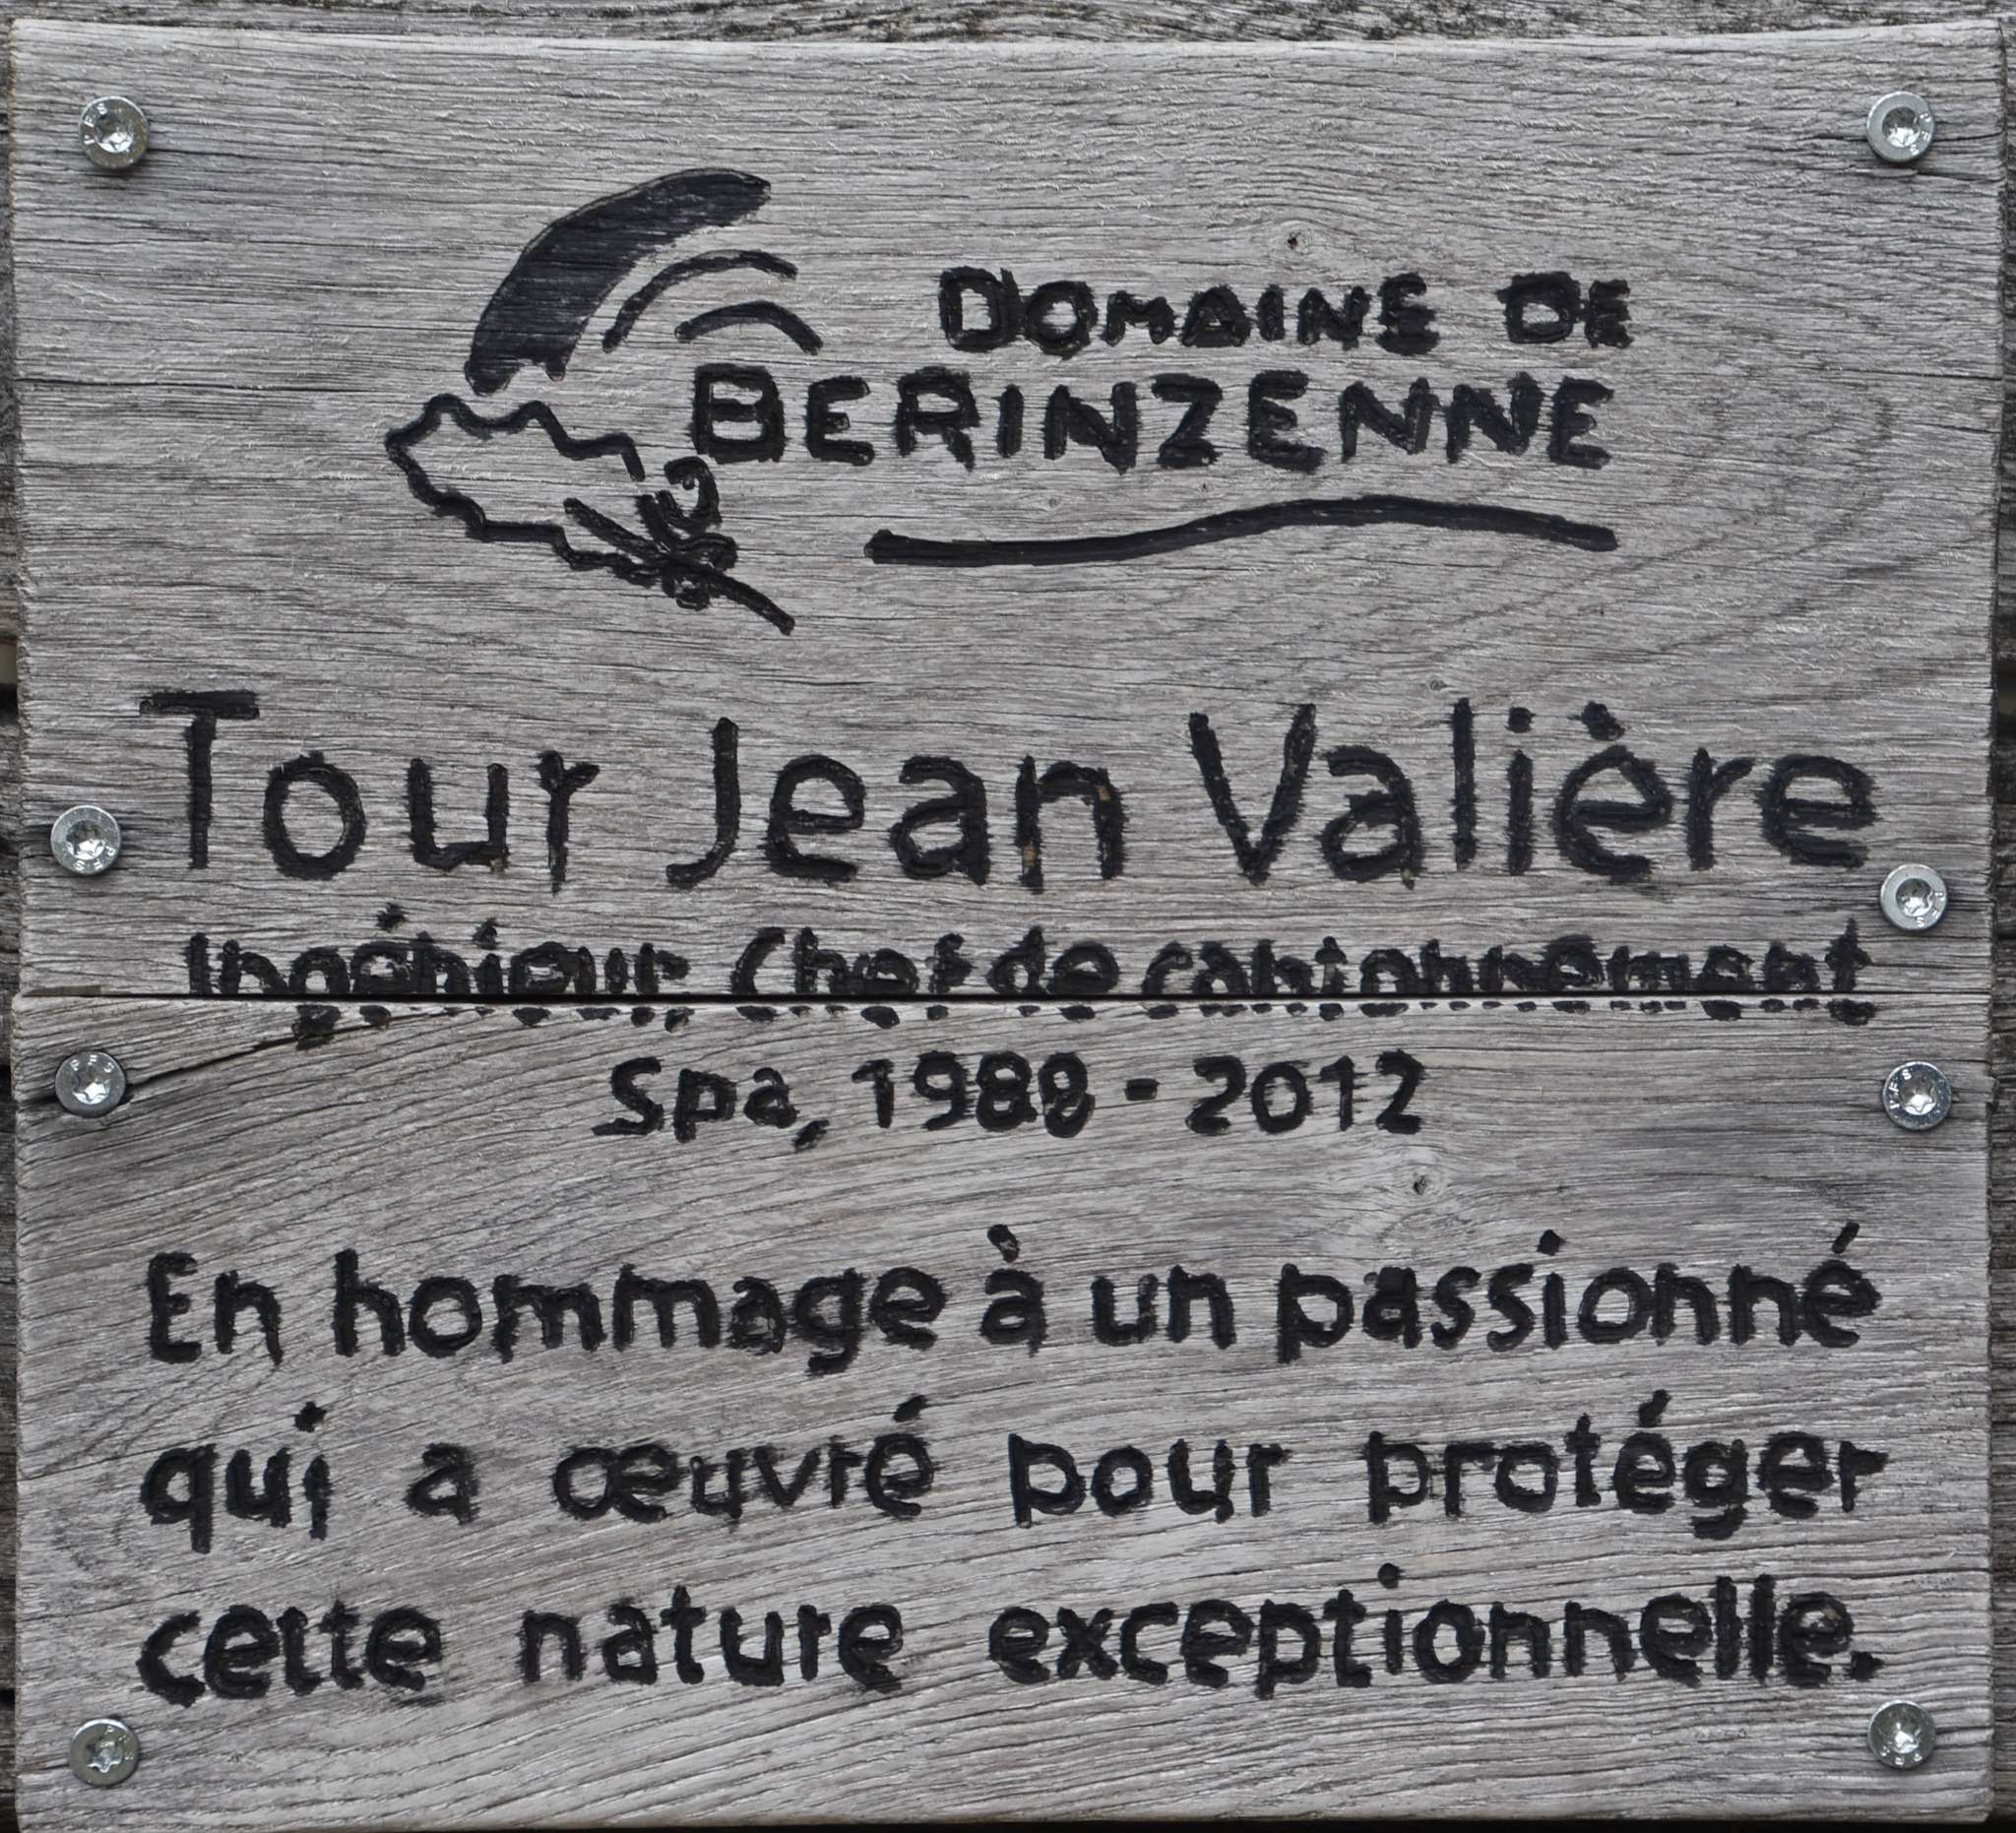 DOMAINE DE
BERINZENNE
Tour Jean Valière
Ingénieur, Chef de cantonnement
Spa, 1988 - 2012
En hommage à un passionné
qui a œuvré pour protéger
cette nature exceptionnelle.